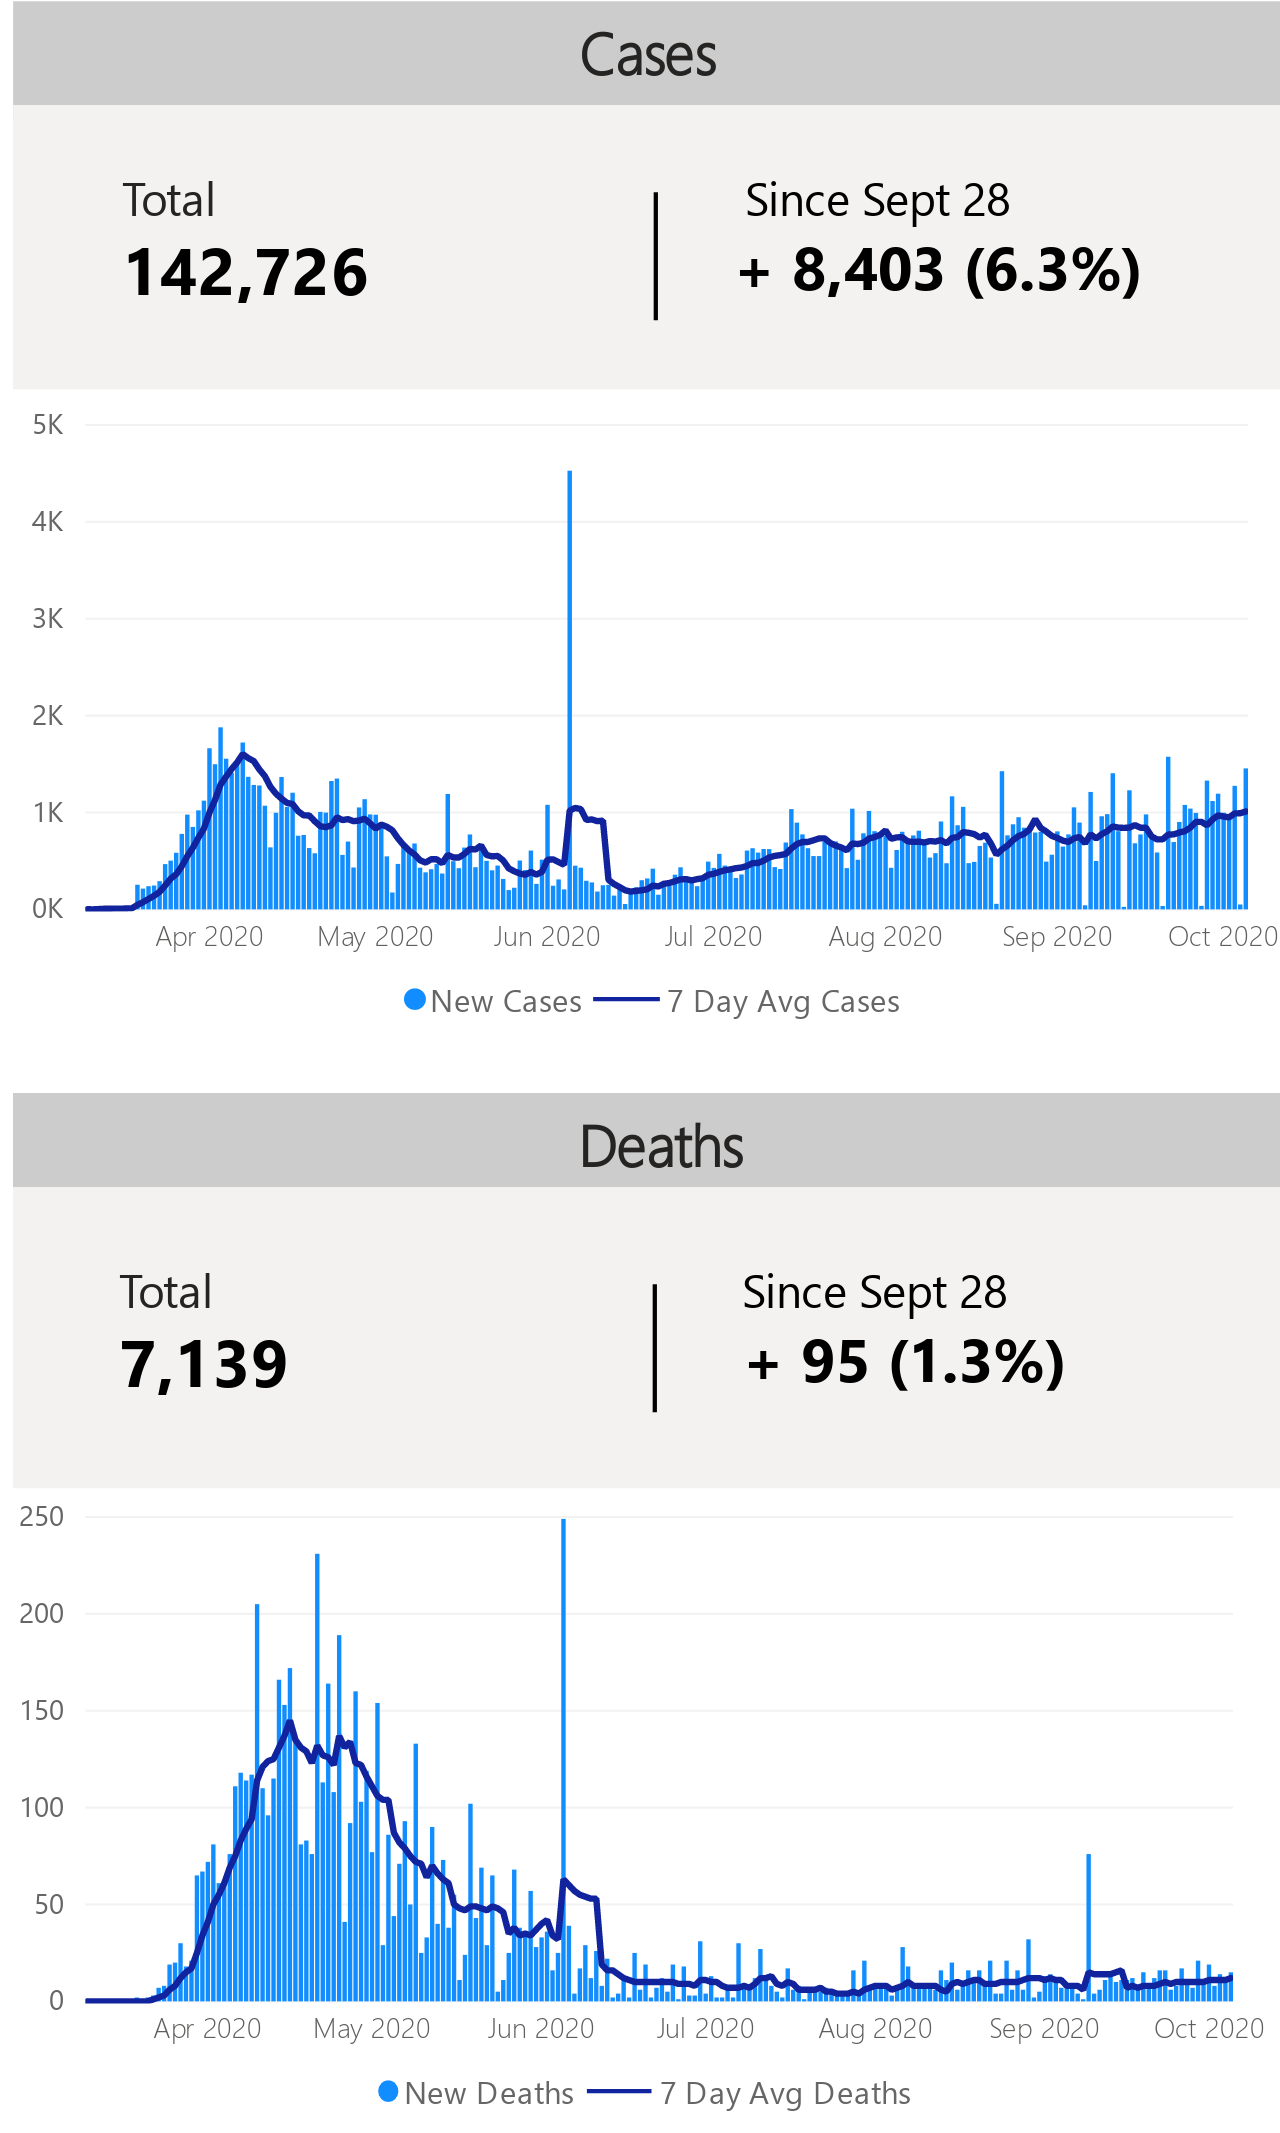 Cases
Total
Since Sept 28
142,726
+ 8,403 (6.3%)
5K
4K
3K
2K
1K
0K
Apr 2020
May 2020
Jun 2020
Jul 2020
Aug 2020
Sep 2020
Oct 2020
New Cases
7 Day Avg Cases
Deaths
Total
Since Sept 28
7,139
+ 95 (1.3%)
250
200
150
100
50
0
Apr 2020
May 2020
Jun 2020
Jul 2020
Aug 2020
Sep 2020
Oct 2020
New Deaths
7 Day Avg Deaths